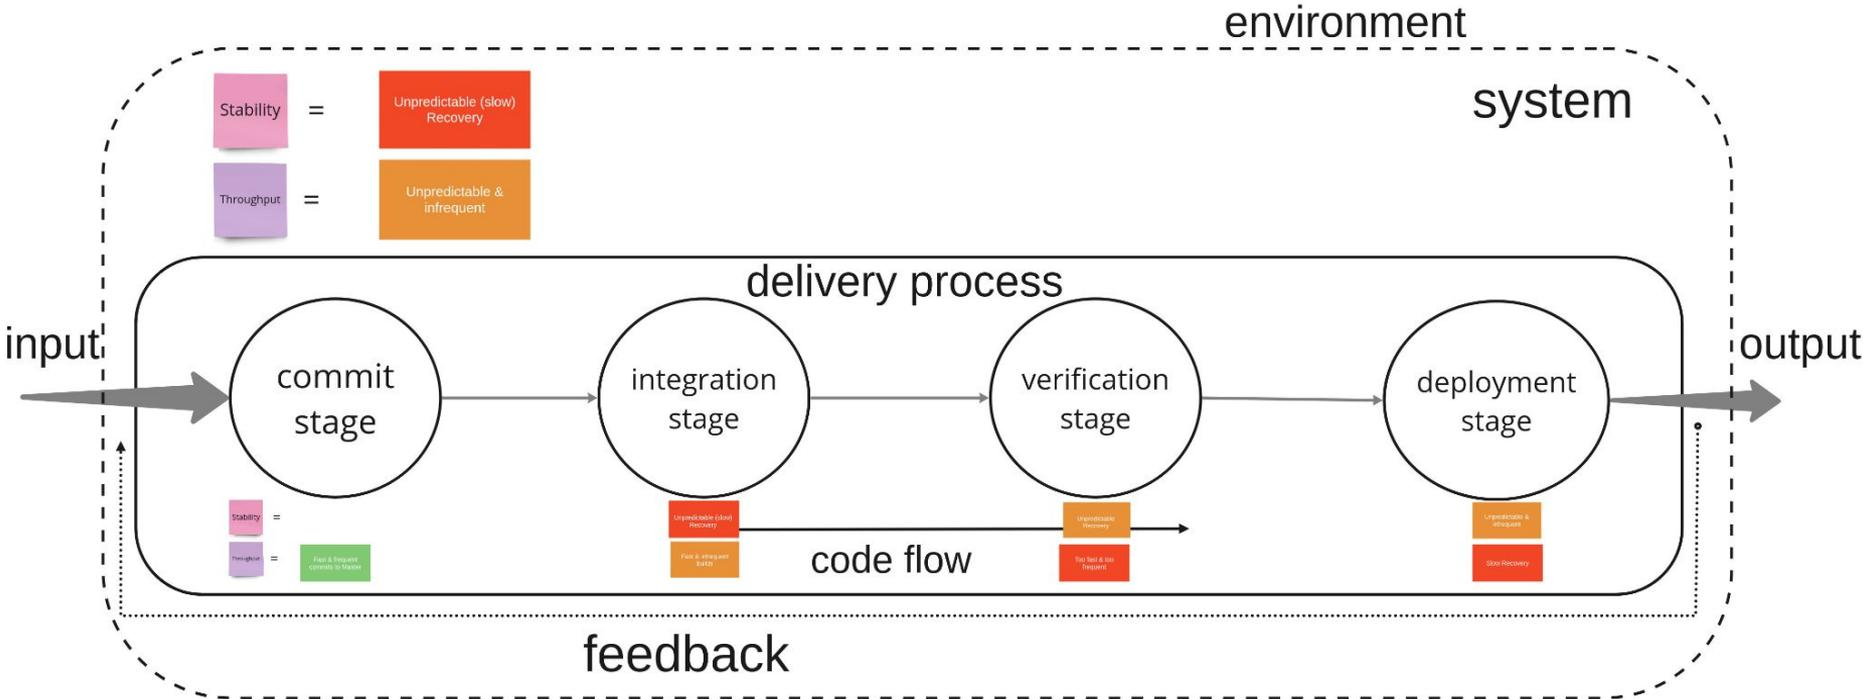 environment
system
Stability
=
Unpredictable (slow)
Recovery
Throughput
=
Unpredictable &
infrequent
delivery process
input
output
commit
stage
integration
stage
verification
stage
deployment
stage
Stability
=
Throughput
=
Fast & frequent
commits to Master
Unpredictable (slow)
Recovery
Fast & infrequent
builds
code flow
Unpredictable
Recovery
Too fast & too
frequent
Unpredictable &
infrequent
Slow Recovery
feedback